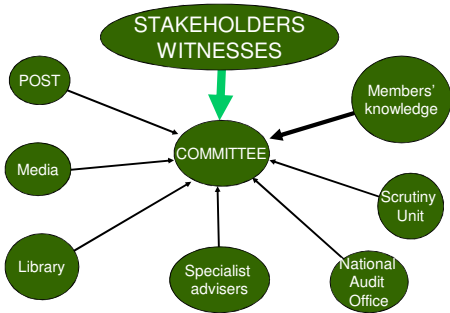 STAKEHOLDERS
WITNESSES
POST
Members'
knowledge
COMMITTEE
Media
Scrutiny
Unit
Library
Specialist
advisers
National
Audit
Office